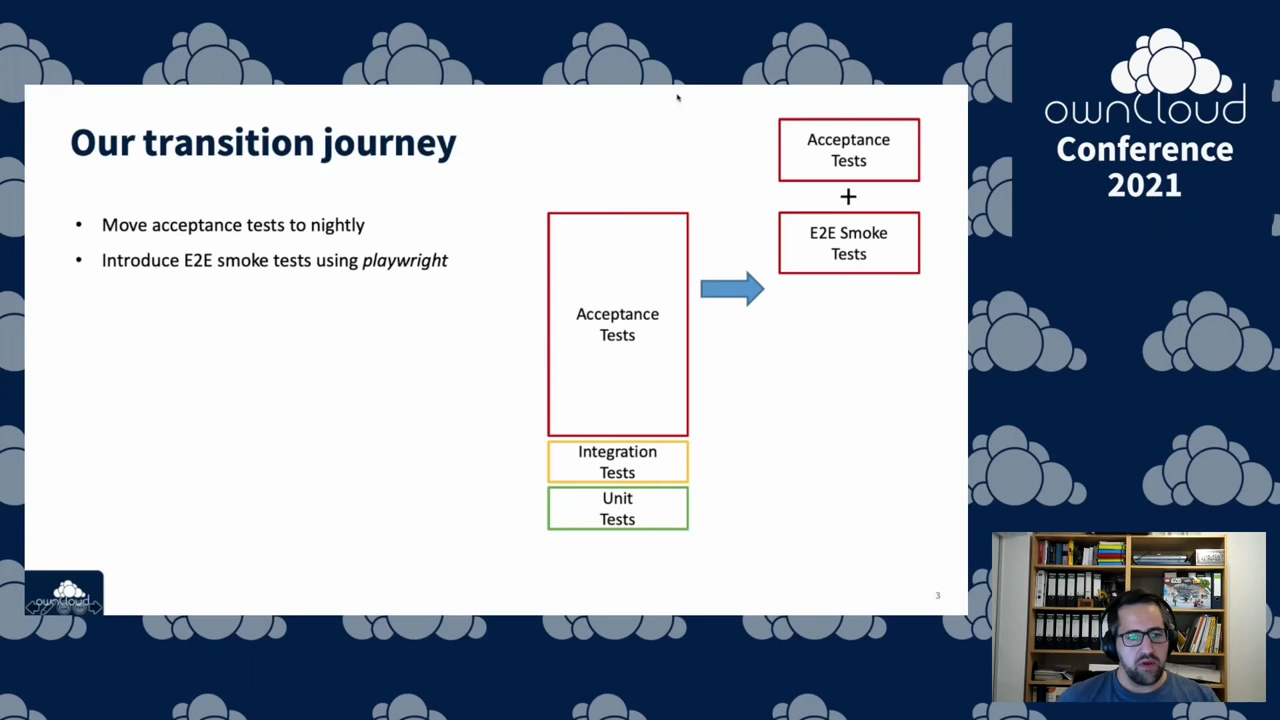 Our transition journey
• Move acceptance tests to nightly
• Introduce E2E smoke tests using playwright
Acceptance
Tests
Integration
Tests
Unit
Tests
Acceptance
Tests
+
E2E Smoke
Tests
ownCloud
3
ownCloud
Conference
2021